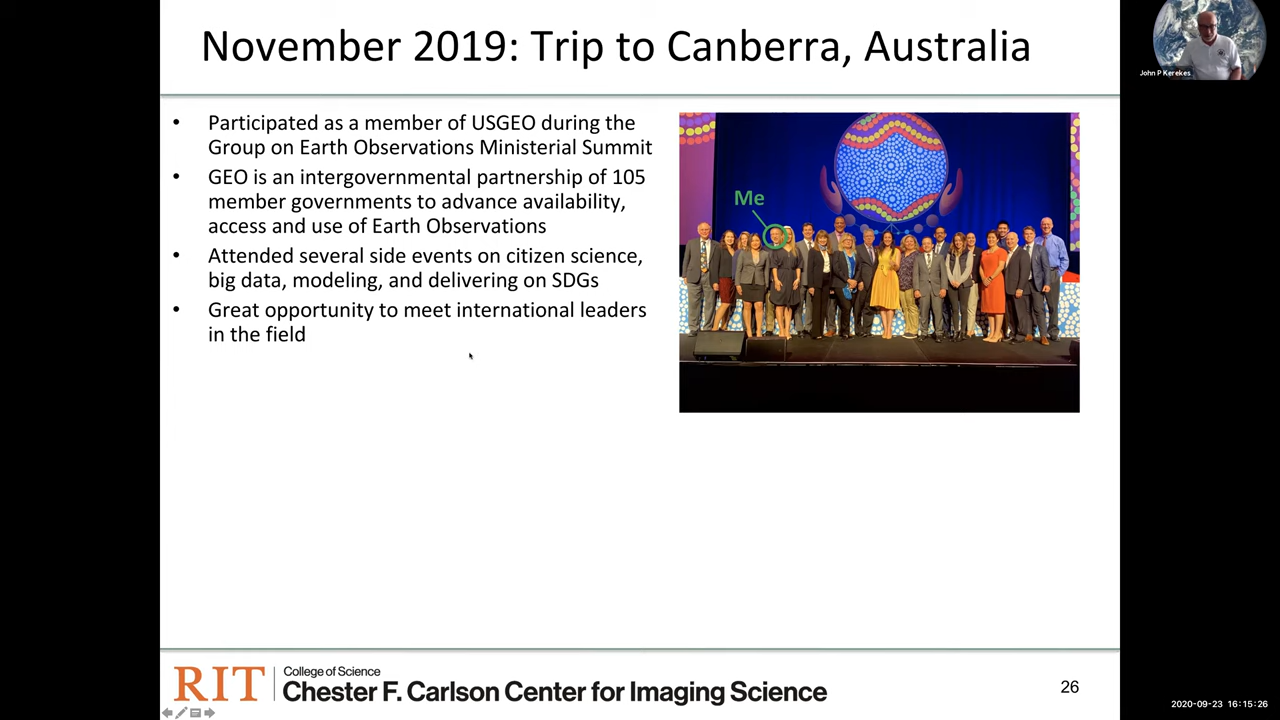 November 2019: Trip to Canberra, Australia
John P Kerekes
• Participated as a member of USGEO during the
Group on Earth Observations Ministerial Summit
• GEO is an intergovernmental partnership of 105
member governments to advance availability,
access and use of Earth Observations
• Attended several side events on citizen science,
big data, modeling, and delivering on SDGs
• Great opportunity to meet international leaders
in the field
Me
RIT
College of Science
Chester F. Carlson Center for Imaging Science
26
2020-09-23 16:15:26